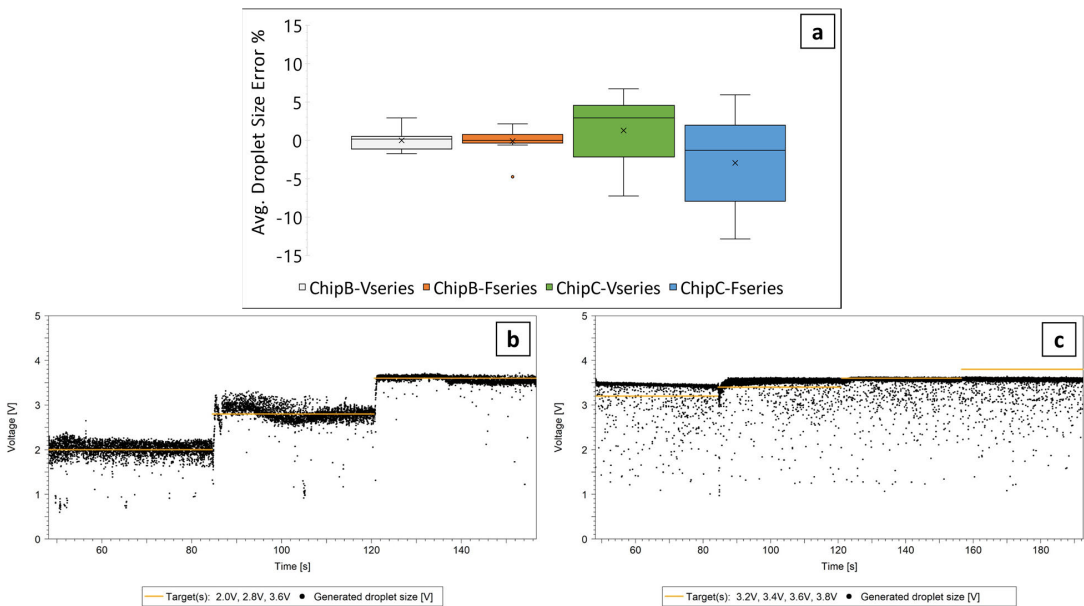 a
Avg. Droplet Size Error %
15
10
5
0
-5
-10
-15
ChipB-Vseries ChipB-Fseries ChipC-Vseries ChipC-Fseries
b
Voltage [V]
5
4
3
2
1
0
60 80 100 120 140
Time [s]
Target(s): 2.0V, 2.8V, 3.6V Generated droplet size [V]
c
Voltage [V]
5
4
3
2
1
0
60 80 100 120 140 160 180
Time [s]
Target(s): 3.2V, 3.4V, 3.6V, 3.8V Generated droplet size [V]